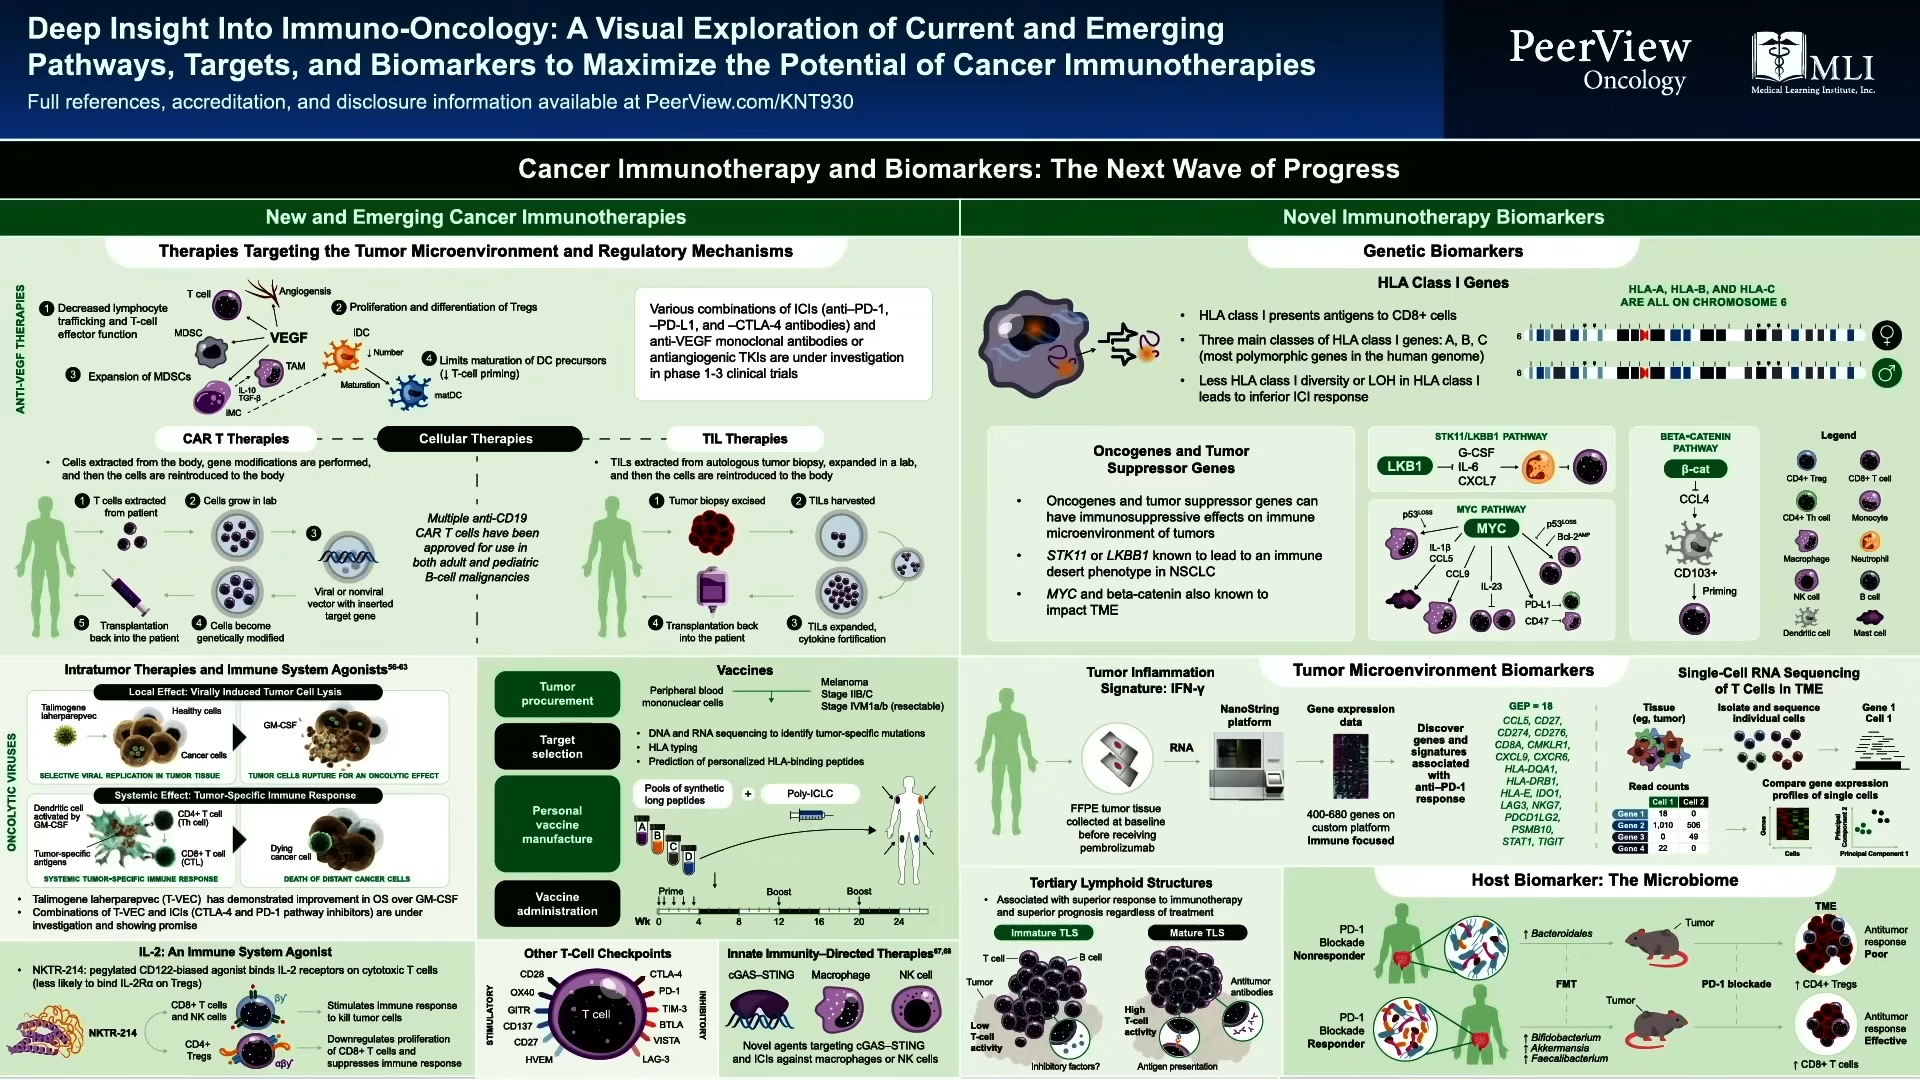 Deep Insight Into Immuno-Oncology: A Visual Exploration of Current and Emerging
Pathways, Targets, and Biomarkers to Maximize the Potential of Cancer Immunotherapies
Full references, accreditation, and disclosure information available at PeerView.com/KNT930
PeerView
Oncology
MLI
Medical Learning Institute, Inc.
Cancer Immunotherapy and Biomarkers: The Next Wave of Progress
New and Emerging Cancer Immunotherapies
Therapies Targeting the Tumor Microenvironment and Regulatory Mechanisms
ANTI-VEGF THERAPIES
1 Decreased lymphocyte
trafficking and T-cell
effector function
T cell
Angiogensis
2 Proliferation and differentiation of Tregs
MDSC
VEGF
iDC
↓ Number
4 Limits maturation of DC precursors
(↓ T-cell priming)
3 Expansion of MDSCs
TAM
IL-10
TGF-β
Maturation
matDC
iMC
Various combinations of ICIs (anti–PD-1,
–PD-L1, and –CTLA-4 antibodies) and
anti-VEGF monoclonal antibodies or
antiangiogenic TKIs are under investigation
in phase 1-3 clinical trials
CAR T Therapies
Cellular Therapies
TIL Therapies
• Cells extracted from the body, gene modifications are performed,
and then the cells are reintroduced to the body
1 T cells extracted
from patient
2 Cells grow in lab
3
Viral or nonviral
vector with inserted
target gene
5 Transplantation
back into the patient
4 Cells become
genetically modified
Multiple anti-CD19
CAR T cells have been
approved for use in
both adult and pediatric
B-cell malignancies
• TILs extracted from autologous tumor biopsy, expanded in a lab,
and then the cells are reintroduced to the body
1 Tumor biopsy excised
2 TILs harvested
4 Transplantation back
into the patient
3 TILs expanded,
cytokine fortification
Intratumor Therapies and Immune System Agonists56-63
ONCOLYTIC VIRUSES
Local Effect: Virally Induced Tumor Cell Lysis
Talimogene
laherparepvec
Healthy cells
Cancer cells
GM-CSF
SELECTIVE VIRAL REPLICATION IN TUMOR TISSUE
TUMOR CELLS RUPTURE FOR AN ONCOLYTIC EFFECT
Systemic Effect: Tumor-Specific Immune Response
Dendritic cell
activated by
GM-CSF
CD4+ T cell
(Th cell)
Tumor-specific
antigens
CD8+ T cell
(CTL)
Dying
cancer cell
SYSTEMIC TUMOR-SPECIFIC IMMUNE RESPONSE
DEATH OF DISTANT CANCER CELLS
• Talimogene laherparepvec (T-VEC) has demonstrated improvement in OS over GM-CSF
• Combinations of T-VEC and ICIs (CTLA-4 and PD-1 pathway inhibitors) are under
investigation and showing promise
Vaccines
Tumor
procurement
Peripheral blood
mononuclear cells
Melanoma
Stage IIB/C
Stage IVM1a/b (resectable)
Target
selection
• DNA and RNA sequencing to identify tumor-specific mutations
• HLA typing
• Prediction of personalized HLA-binding peptides
Personal
vaccine
manufacture
Pools of synthetic
long peptides
+
Poly-ICLC
A
B
C
D
Vaccine
administration
Prime
Boost
Boost
Wk 0 4 8 12 16 20 24
IL-2: An Immune System Agonist
• NKTR-214: pegylated CD122-biased agonist binds IL-2 receptors on cytotoxic T cells
(less likely to bind IL-2Rα on Tregs)
NKTR-214
CD8+ T cells
and NK cells
βγ
Stimulates immune response
to kill tumor cells
CD4+
Tregs
αβγ
Downregulates proliferation
of CD8+ T cells and
suppresses immune response
Other T-Cell Checkpoints
STIMULATORY
CD28
OX40
GITR
CD137
CD27
HVEM
T cell
CTLA-4
PD-1
TIM-3
BTLA
VISTA
LAG-3
INHIBITORY
Innate Immunity–Directed Therapies67,68
cGAS–STING
Macrophage
NK cell
Novel agents targeting cGAS–STING
and ICIs against macrophages or NK cells
Novel Immunotherapy Biomarkers
Genetic Biomarkers
HLA Class I Genes
• HLA class I presents antigens to CD8+ cells
• Three main classes of HLA class I genes: A, B, C
(most polymorphic genes in the human genome)
• Less HLA class I diversity or LOH in HLA class I
leads to inferior ICI response
HLA-A, HLA-B, AND HLA-C
ARE ALL ON CHROMOSOME 6
6
6
Oncogenes and Tumor
Suppressor Genes
• Oncogenes and tumor suppressor genes can
have immunosuppressive effects on immune
microenvironment of tumors
• STK11 or LKBB1 known to lead to an immune
desert phenotype in NSCLC
• MYC and beta-catenin also known to
impact TME
STK11/LKBB1 PATHWAY
LKB1
G-CSF
IL-6
CXCL7
MYC PATHWAY
MYC
p53LOSS
p53LOSS
Bcl-2AMP
IL-1β
CCL5
CCL9
IL-23
PD-L1
CD47
BETA-CATENIN
PATHWAY
β-cat
CCL4
CD103+
Priming
Legend
CD4+ Treg
CD8+ T cell
CD4+ Th cell
Monocyte
Macrophage
Neutrophil
NK cell
B cell
Dendritic cell
Mast cell
Tumor Microenvironment Biomarkers
Tumor Inflammation
Signature: IFN-γ
FFPE tumor tissue
collected at baseline
before receiving
pembrolizumab
RNA
NanoString
platform
Gene expression
data
400-680 genes on
custom platform
Immune focused
Discover
genes and
signatures
associated
with
anti–PD-1
response
GEP = 18
CCL5, CD27,
CD274, CD276,
CD8A, CMKLR1,
CXCL9, CXCR6,
HLA-DQA1,
HLA-DRB1,
HLA-E, IDO1,
LAG3, NKG7,
PDCD1LG2,
PSMB10,
STAT1, TIGIT
Single-Cell RNA Sequencing
of T Cells in TME
Tissue
(eg, tumor)
Isolate and sequence
individual cells
Gene 1
Cell 1
Read counts
Cell 1 Cell 2
Gene 1 18 0
Gene 2 1,010 506
Gene 3 0 49
Gene 4 22 0
Compare gene expression
profiles of single cells
Genes
Cells
Principal
Component 2
Principal Component 1
Tertiary Lymphoid Structures
• Associated with superior response to immunotherapy
and superior prognosis regardless of treatment
Immature TLS
Mature TLS
T cell
B cell
Tumor
Low
T-cell
activity
Inhibitory factors?
High
T-cell
activity
Antitumor
antibodies
Antigen presentation
Host Biomarker: The Microbiome
PD-1
Blockade
Nonresponder
↑ Bacteroidales
Tumor
TME
Antitumor
response
Poor
↑ CD4+ Tregs
FMT
PD-1 blockade
PD-1
Blockade
Responder
↑ Bifidobacterium
↑ Akkermansia
↑ Faecalibacterium
Tumor
Antitumor
response
Effective
↑ CD8+ T cells